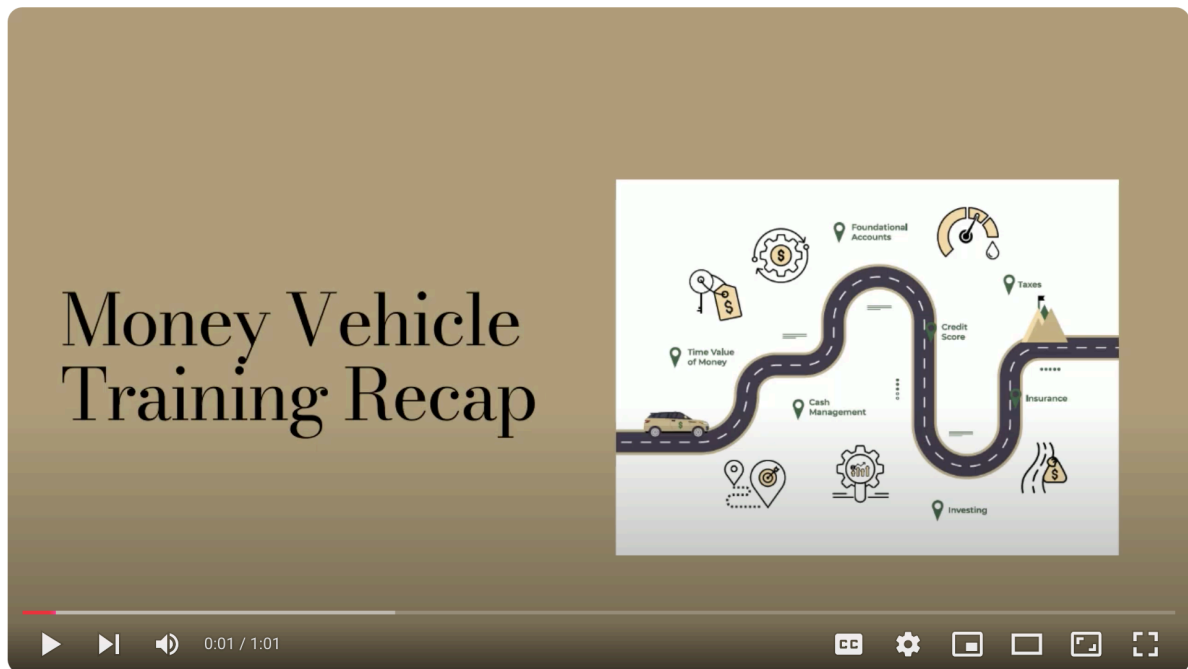 Money Vehicle
Training Recap
Foundational
Accounts
Taxes
Credit
Score
Time Value
of Money
Insurance
Cash
Management
Investing
$
$
$
$
0:01 / 1:01
CC